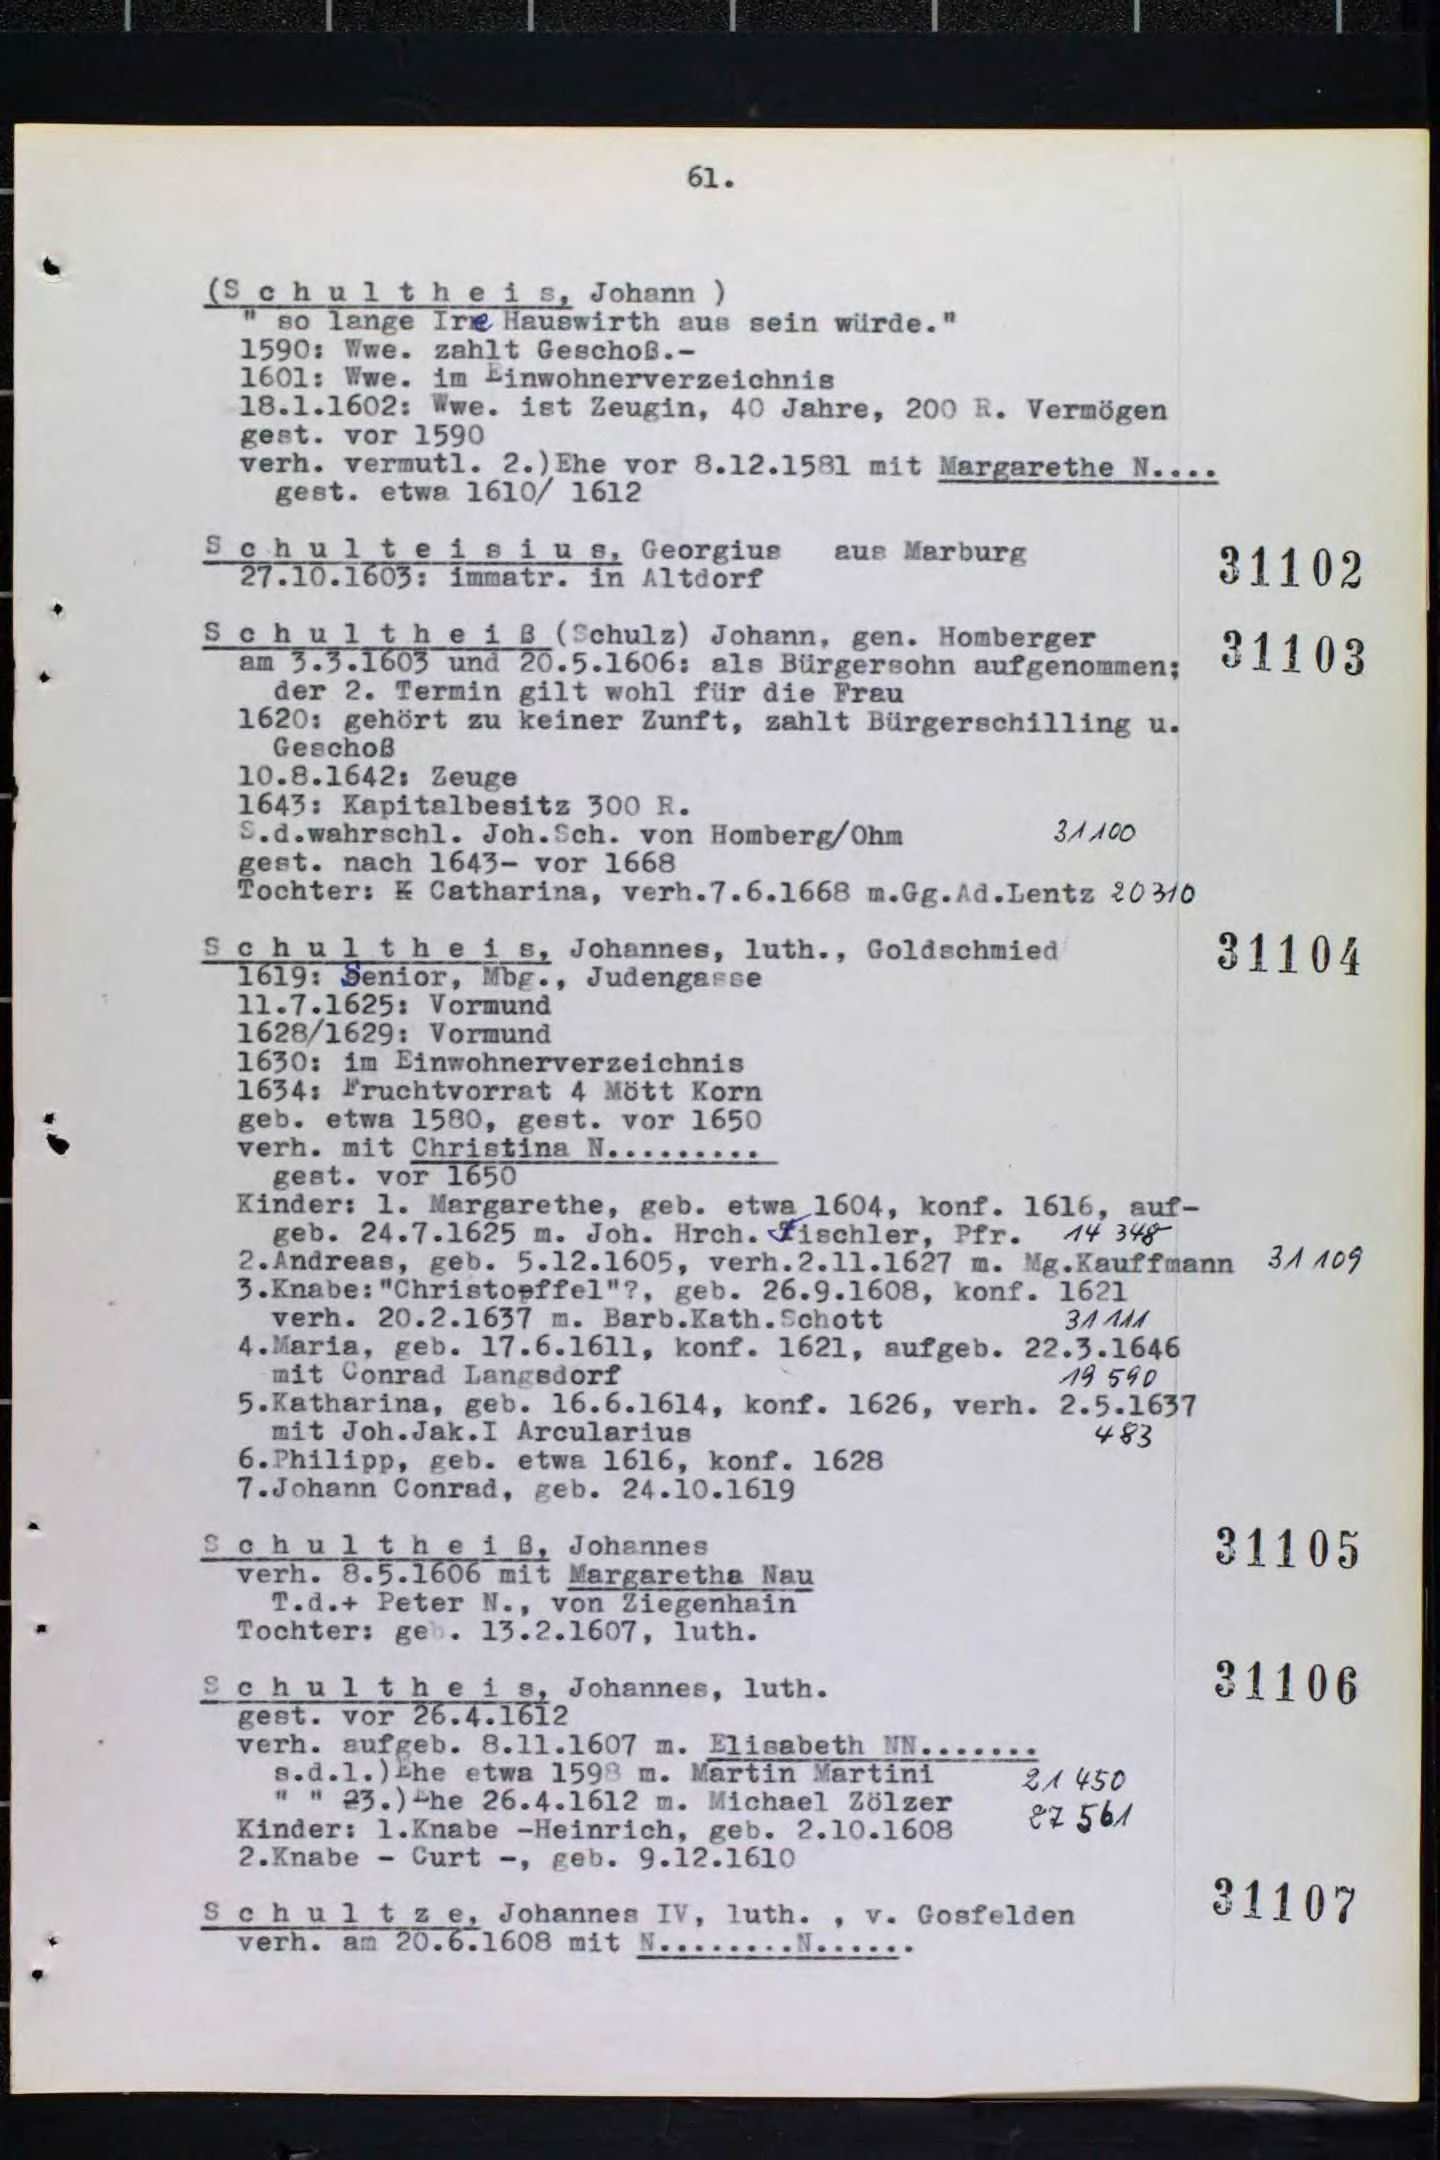 61.
(S c h u l t h e i s, Johann )
" so lange Ire Hauswirth aus sein würde."
1590: Wwe. zahlt Geschoß.-
1601: Wwe. im Einwohnerverzeichnis
18.1.1602: Wwe. ist Zeugin, 40 Jahre, 200 R. Vermögen
gest. vor 1590
verh. vermutl. 2.)Ehe vor 8.12.1581 mit Margarethe N....
gest. etwa 1610/ 1612
S c h u l t e i s i u s, Georgius aus Marburg 31102
27.10.1603: immatr. in Altdorf
S c h u l t h e i ß (Schulz) Johann, gen. Homberger 31103
am 3.3.1603 und 20.5.1606: als Bürgersohn aufgenommen;
der 2. Termin gilt wohl für die Frau
1620: gehört zu keiner Zunft, zahlt Bürgerschilling u.
Geschoß
10.8.1642: Zeuge
1643: Kapitalbesitz 300 R.
S.d.wahrschl. Joh.Sch. von Homberg/Ohm 31100
gest. nach 1643- vor 1668
Tochter: K Catharina, verh.7.6.1668 m.Gg.Ad.Lentz 20310
S c h u l t h e i s, Johannes, luth., Goldschmied 31104
1619: Senior, Mbg., Judengasse
11.7.1625: Vormund
1628/1629: Vormund
1630: im Einwohnerverzeichnis
1634: Fruchtvorrat 4 Mött Korn
geb. etwa 1580, gest. vor 1650
verh. mit Christina N.........
gest. vor 1650
Kinder: 1. Margarethe, geb. etwa 1604, konf. 1616, auf-
geb. 24.7.1625 m. Joh. Hrch. Tischler, Pfr. 14 348
2.Andreas, geb. 5.12.1605, verh.2.11.1627 m. Mg.Kauffmann 31 109
3.Knabe:"Christoeffel"?, geb. 26.9.1608, konf. 1621
verh. 20.2.1637 m. Barb.Kath.Schott 31 111
4.Maria, geb. 17.6.1611, konf. 1621, aufgeb. 22.3.1646
mit Conrad Langsdorf 19 590
5.Katharina, geb. 16.6.1614, konf. 1626, verh. 2.5.1637
mit Joh.Jak.I Arcularius 483
6.Philipp, geb. etwa 1616, konf. 1628
7.Johann Conrad, geb. 24.10.1619
S c h u l t h e i ß, Johannes 31105
verh. 8.5.1606 mit Margaretha Nau
T.d.+ Peter N., von Ziegenhain
Tochter: geb. 13.2.1607, luth.
S c h u l t h e i s, Johannes, luth. 31106
gest. vor 26.4.1612
verh. aufgeb. 8.11.1607 m. Elisabeth NN.......
s.d.1.)Ehe etwa 1598 m. Martin Martini 21 450
" " 3.)Ehe 26.4.1612 m. Michael Zölzer 27 561
Kinder: 1.Knabe -Heinrich, geb. 2.10.1608
2.Knabe - Curt -, geb. 9.12.1610
S c h u l t z e, Johannes IV, luth. , v. Gosfelden 31107
verh. am 20.6.1608 mit N........N......